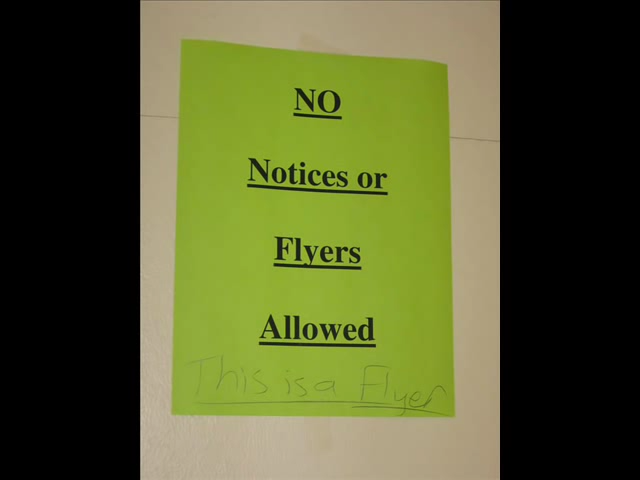 NO
Notices or
Flyers
Allowed
This is a Flyer